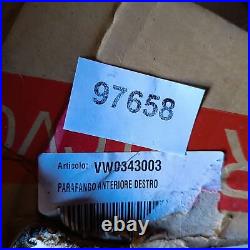 97658
Articolo: VW0343003
PARAFANGO ANTERIORE DESTRO